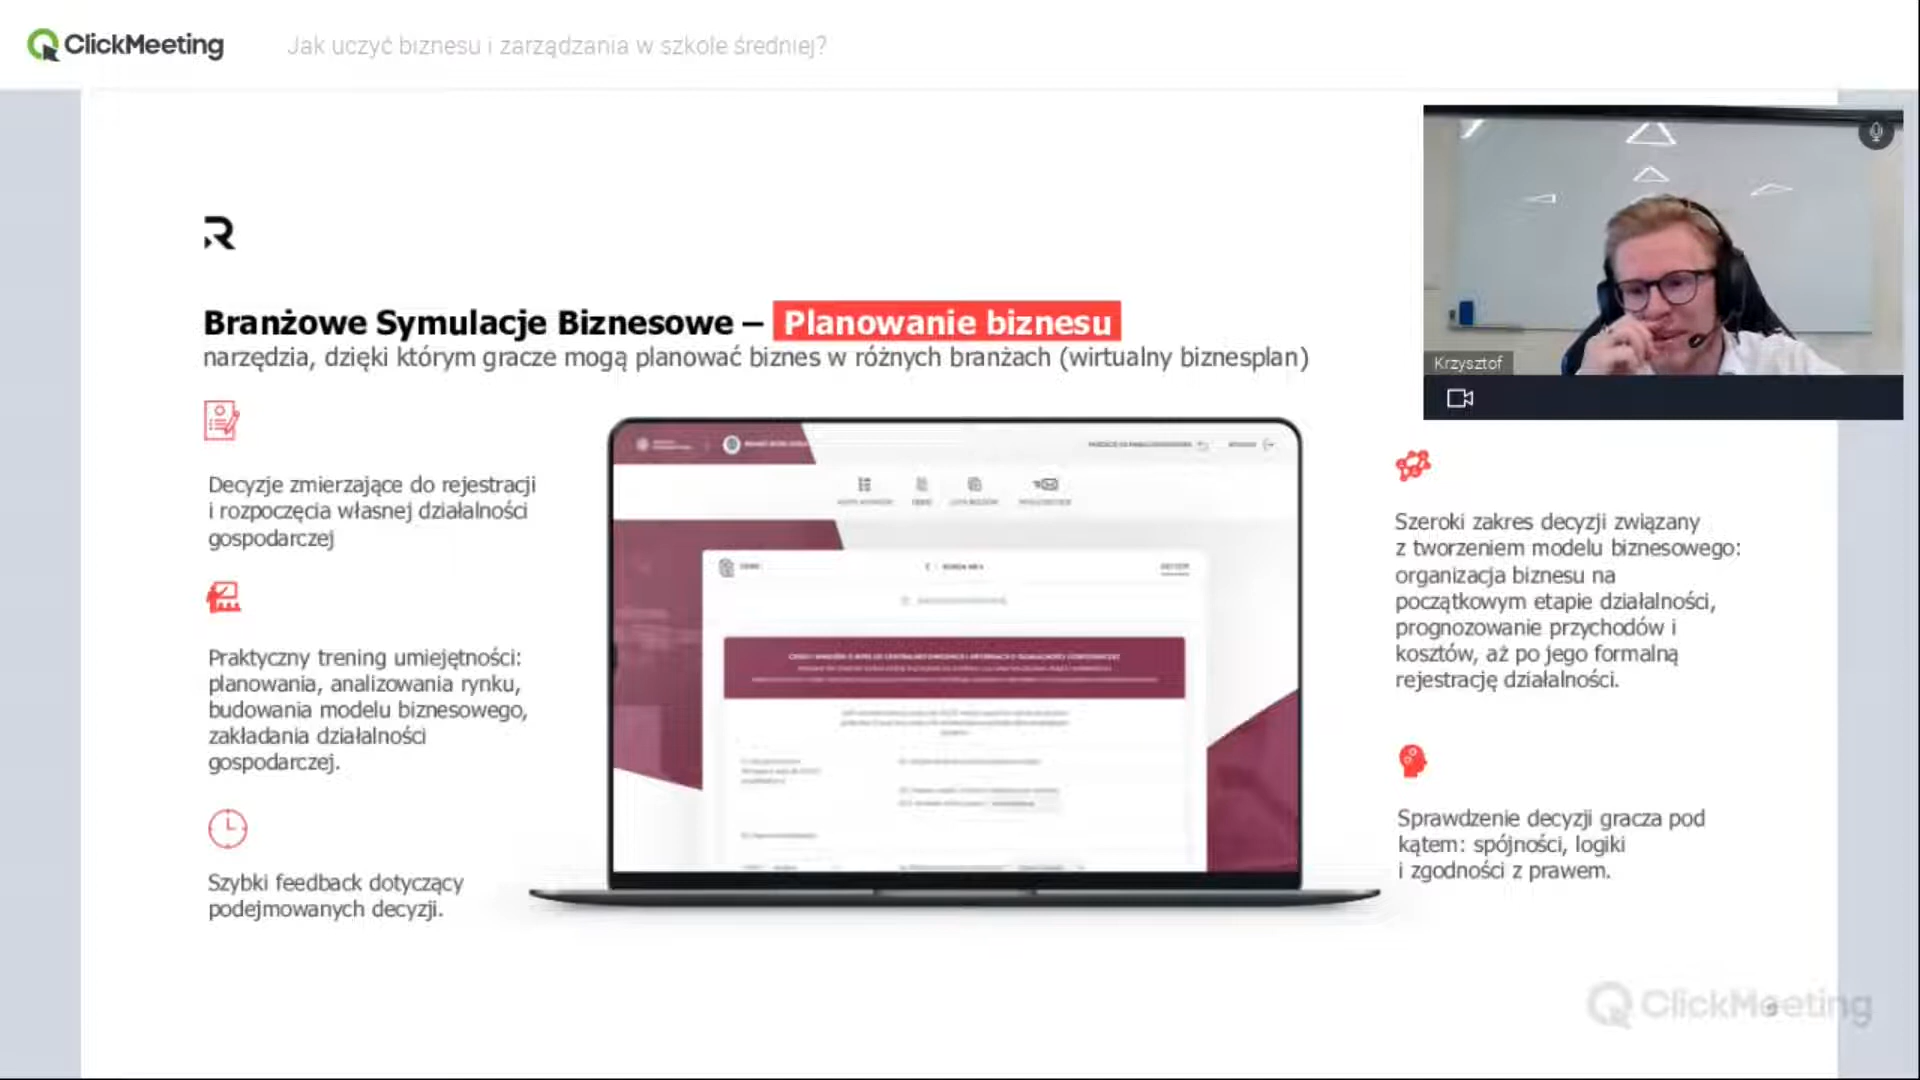 ClickMeeting
Jak uczyć biznesu i zarządzania w szkole średniej?
Krzysztof
R
Branżowe Symulacje Biznesowe – Planowanie biznesu
narzędzia, dzięki którym gracze mogą planować biznes w różnych branżach (wirtualny biznesplan)
Decyzje zmierzające do rejestracji
i rozpoczęcia własnej działalności
gospodarczej
Praktyczny trening umiejętności:
planowania, analizowania rynku,
budowania modelu biznesowego,
zakładania działalności
gospodarczej.
Szybki feedback dotyczący
podejmowanych decyzji.
Szeroki zakres decyzji związany
z tworzeniem modelu biznesowego:
organizacja biznesu na
początkowym etapie działalności,
prognozowanie przychodów i
kosztów, aż po jego formalną
rejestrację działalności.
Sprawdzenie decyzji gracza pod
kątem: spójności, logiki
i zgodności z prawem.
ClickMeeting